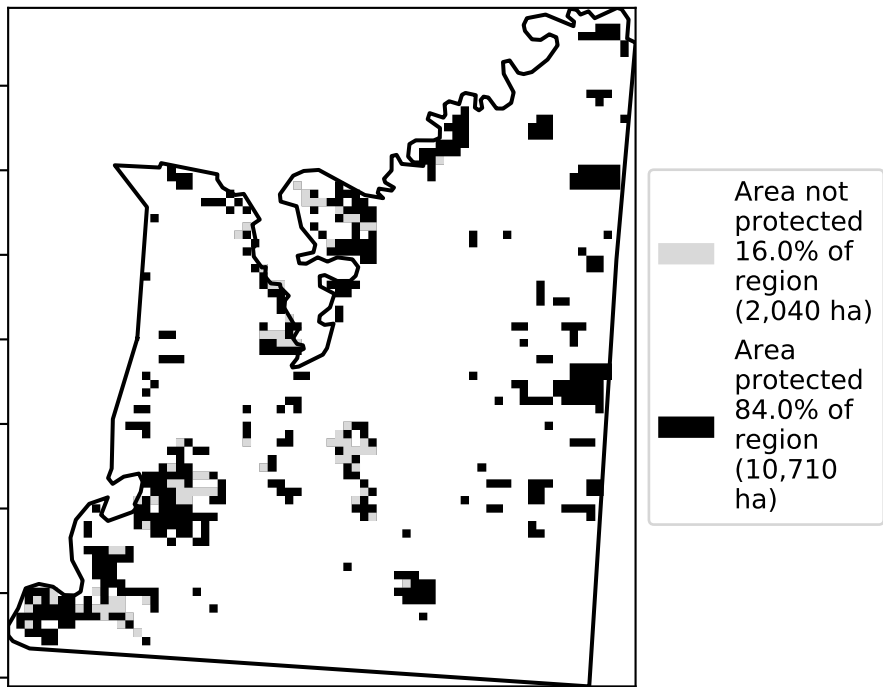 Area not
protected
16.0% of
region
(2,040 ha)
Area
protected
84.0% of
region
(10,710
ha)